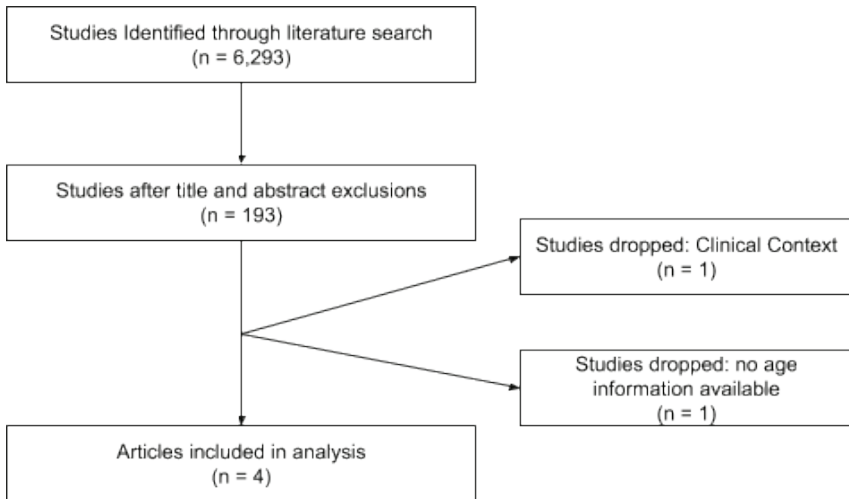 Studies Identified through literature search
(n = 6,293)
Studies after title and abstract exclusions
(n = 193)
Studies dropped: Clinical Context
(n = 1)
Studies dropped: no age
information available
(n = 1)
Articles included in analysis
(n = 4)